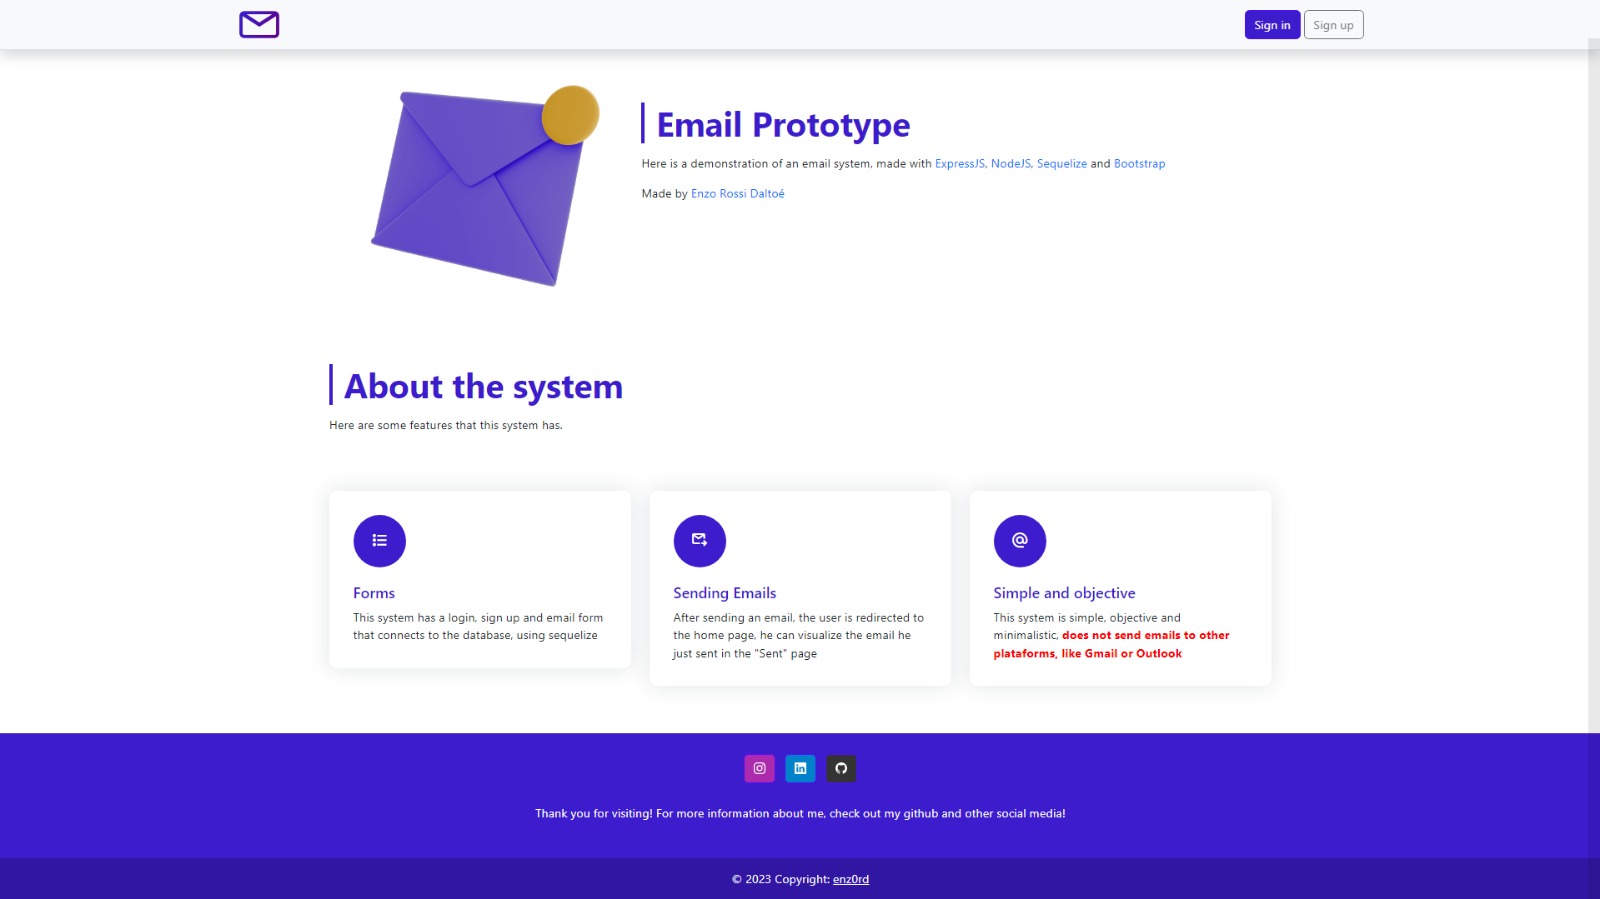 Sign in
Sign up
Email Prototype
Here is a demonstration of an email system, made with ExpressJS, NodeJS, Sequelize and Bootstrap
Made by Enzo Rossi Daltoé
About the system
Here are some features that this system has.
Forms
This system has a login, sign up and email form
that connects to the database, using sequelize
Sending Emails
After sending an email, the user is redirected to
the home page, he can visualize the email he
just sent in the "Sent" page
Simple and objective
This system is simple, objective and
minimalistic, does not send emails to other
plataforms, like Gmail or Outlook
Thank you for visiting! For more information about me, check out my github and other social media!
© 2023 Copyright: enz0rd